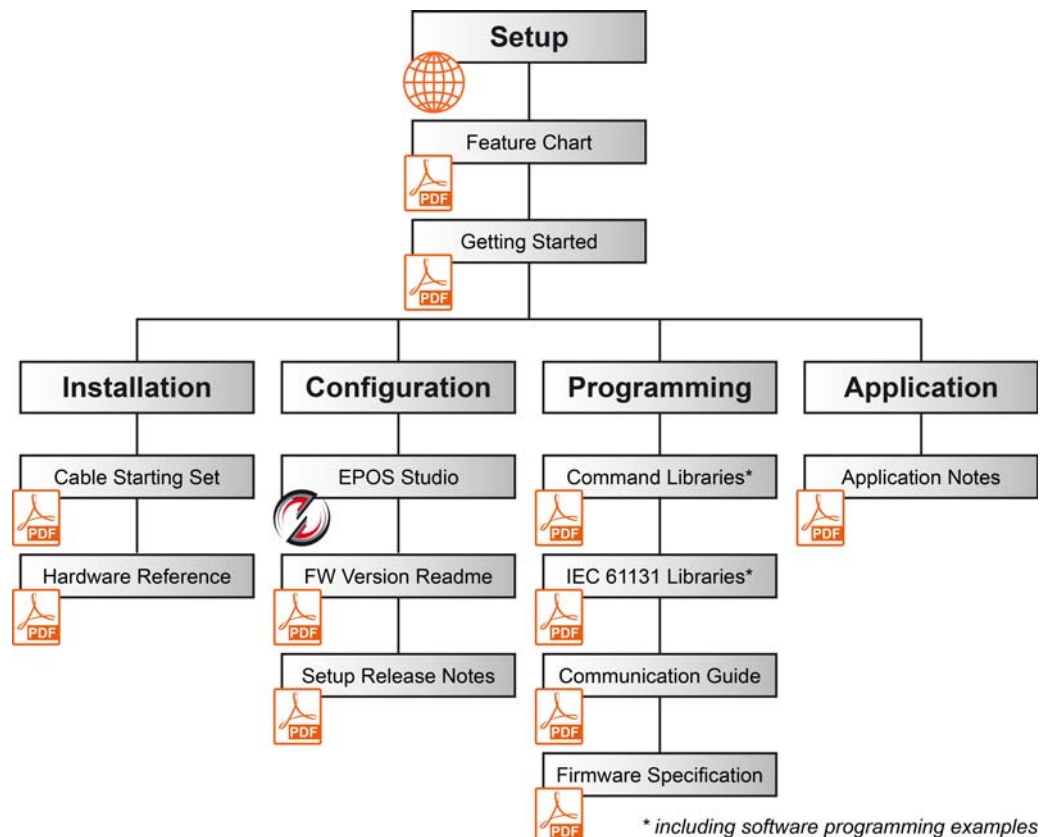 Setup
Feature Chart
PDF
Getting Started
PDF
Installation
Configuration
Programming
Application
Cable Starting Set
PDF
EPOS Studio
Command Libraries*
PDF
Application Notes
PDF
Hardware Reference
PDF
FW Version Readme
PDF
IEC 61131 Libraries*
PDF
Setup Release Notes
PDF
Communication Guide
PDF
Firmware Specification
PDF
* including software programming examples